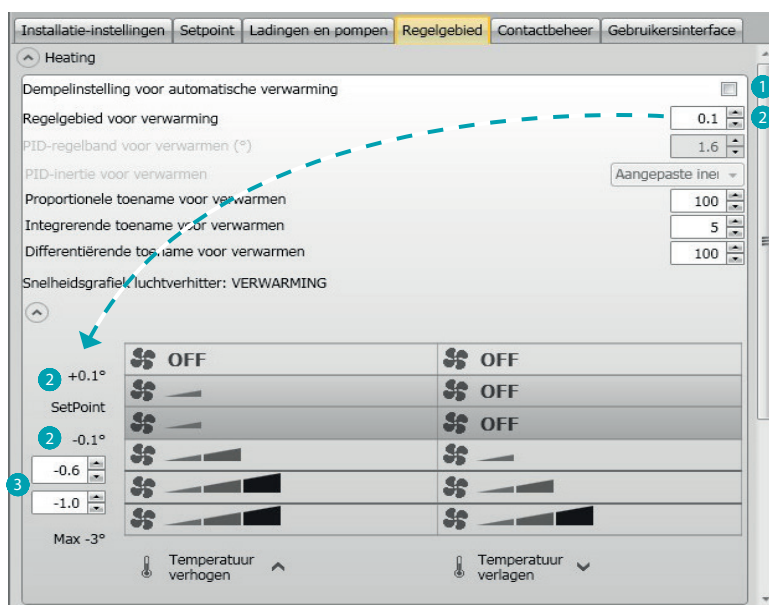 Installatie-instellingen Setpoint Ladingen en pompen Regelgebied Contactbeheer Gebruikersinterface
Heating
Dempelinstelling voor automatische verwarming 1
Regelgebied voor verwarming 0.1 2
PID-regelband voor verwarmen (°) 1.6
PID-inertie voor verwarmen Aangepaste iner
Proportionele toename voor verwarmen 100
Integrerende toename voor verwarmen 5
Differentiërende toename voor verwarmen 100
Snelheidsgrafiek luchtverhitter: VERWARMING
OFF OFF
2 +0.1°
OFF
SetPoint
OFF
2 -0.1°
-0.6
3
-1.0
Max -3°
Temperatuur verhogen
Temperatuur verlagen